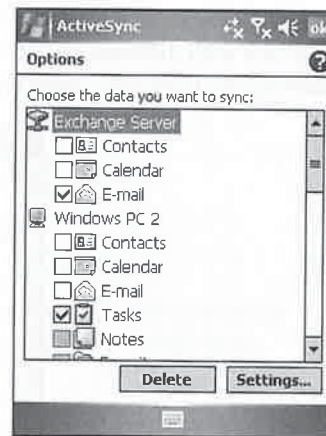 ActiveSync ok
Options
Choose the data you want to sync:
Exchange Server
Contacts
Calendar
E-mail
Windows PC 2
Contacts
Calendar
E-mail
Tasks
Notes
Delete Settings...